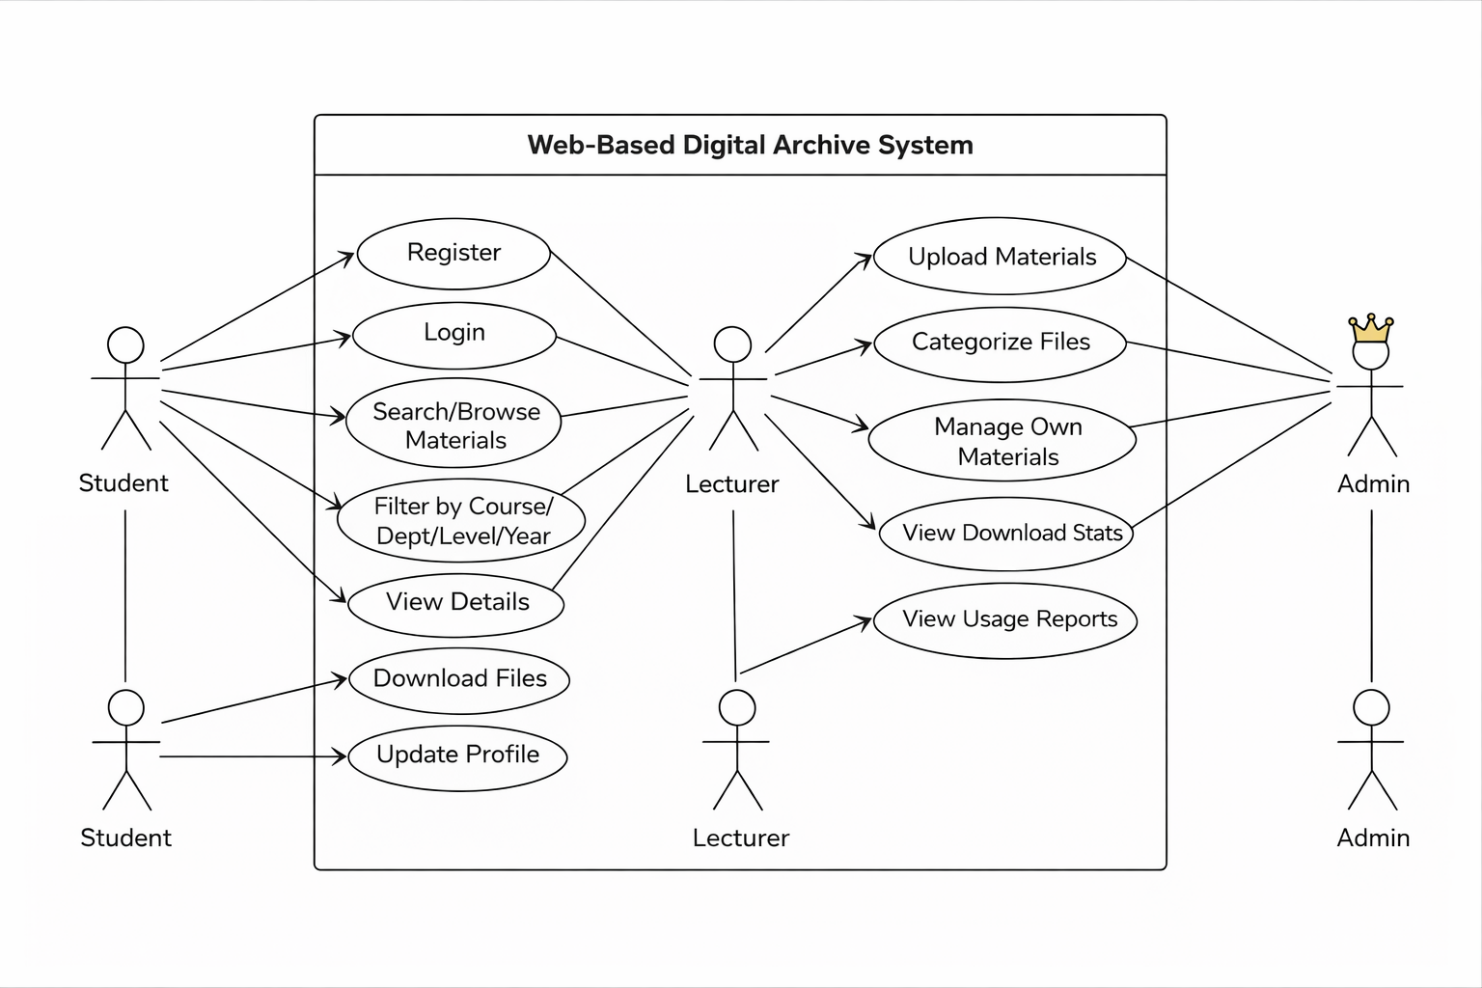 Web-Based Digital Archive System
Register
Login
Search/Browse
Materials
Filter by Course/
Dept/Level/Year
View Details
Download Files
Update Profile
Upload Materials
Categorize Files
Manage Own
Materials
View Download Stats
View Usage Reports
Student
Lecturer
Admin
Student
Lecturer
Admin